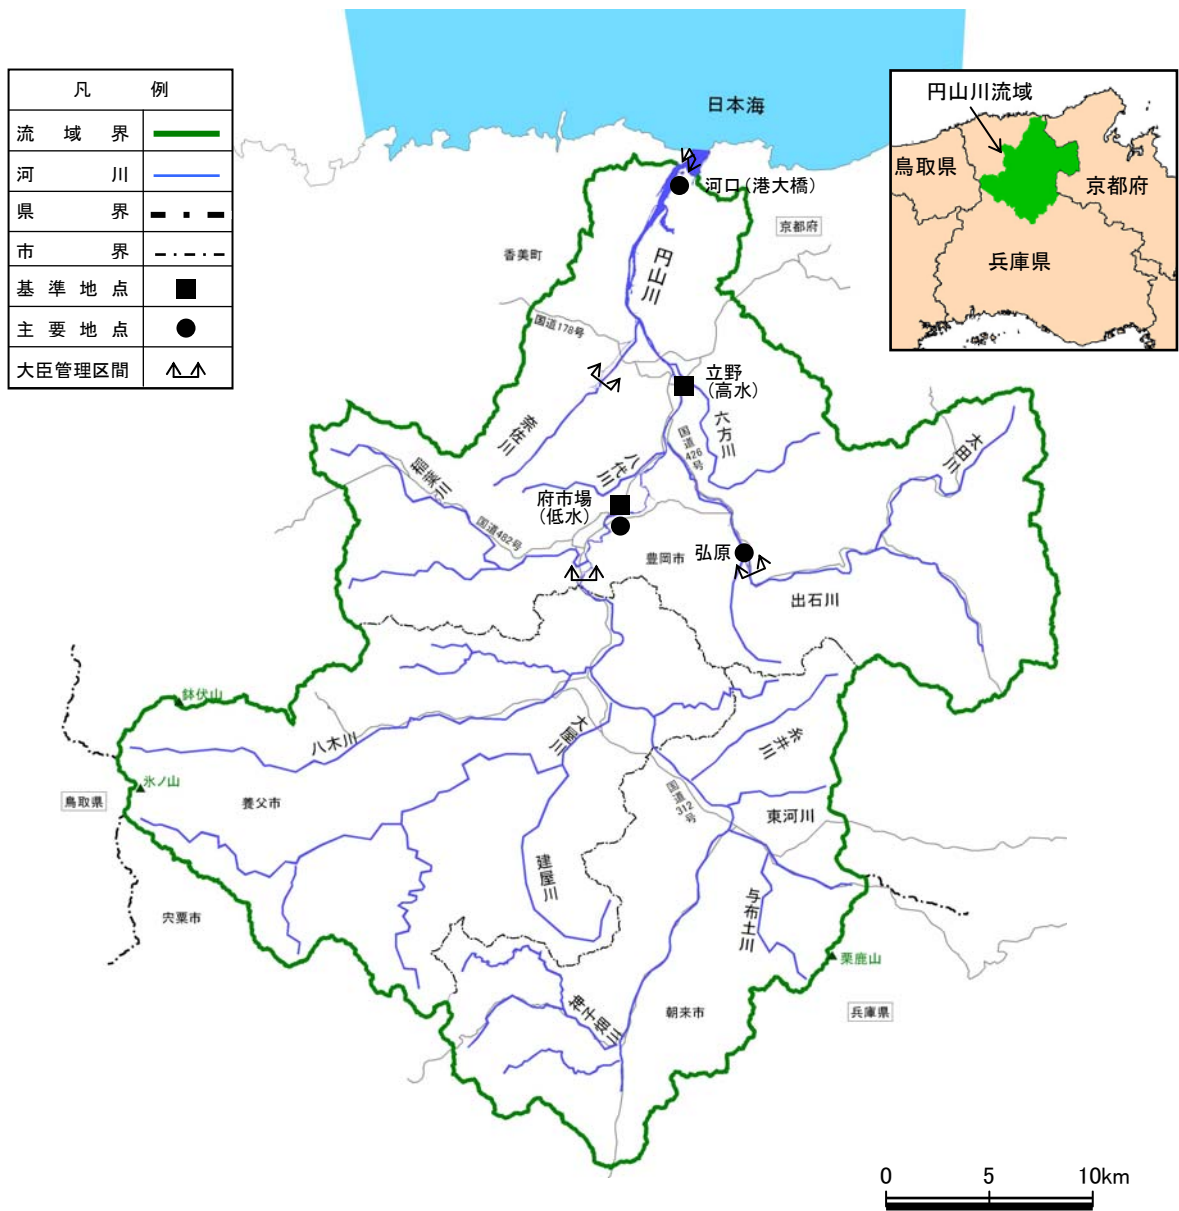 凡 例
流域界
河川
県界
市界
基準地点
主要地点
大臣管理区間
日本海
円山川流域
鳥取県
京都府
兵庫県
河口(港大橋)
京都府
香美町
円山川
国道178号
立野
(高水)
奈佐川
六方川
国道426号
八代川
太田川
稲葉川
府市場
(低水)
国道482号
豊岡市
弘原
出石川
鉢伏山
八木川
大屋川
糸井川
氷ノ山
鳥取県
養父市
国道312号
東河川
建屋川
与布土川
宍粟市
粟鹿山
神子畑川
朝来市
兵庫県
0 5 10km